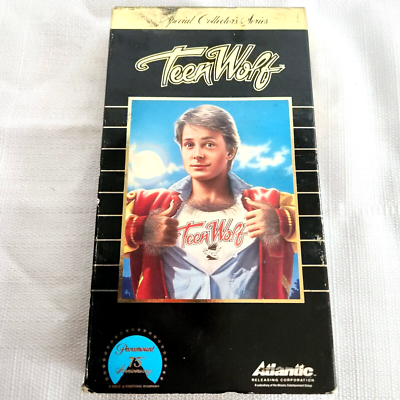 Special Collector's Series
Teen Wolf
Teen Wolf
Paramount
75
Anniversary
Atlantic
RELEASING CORPORATION